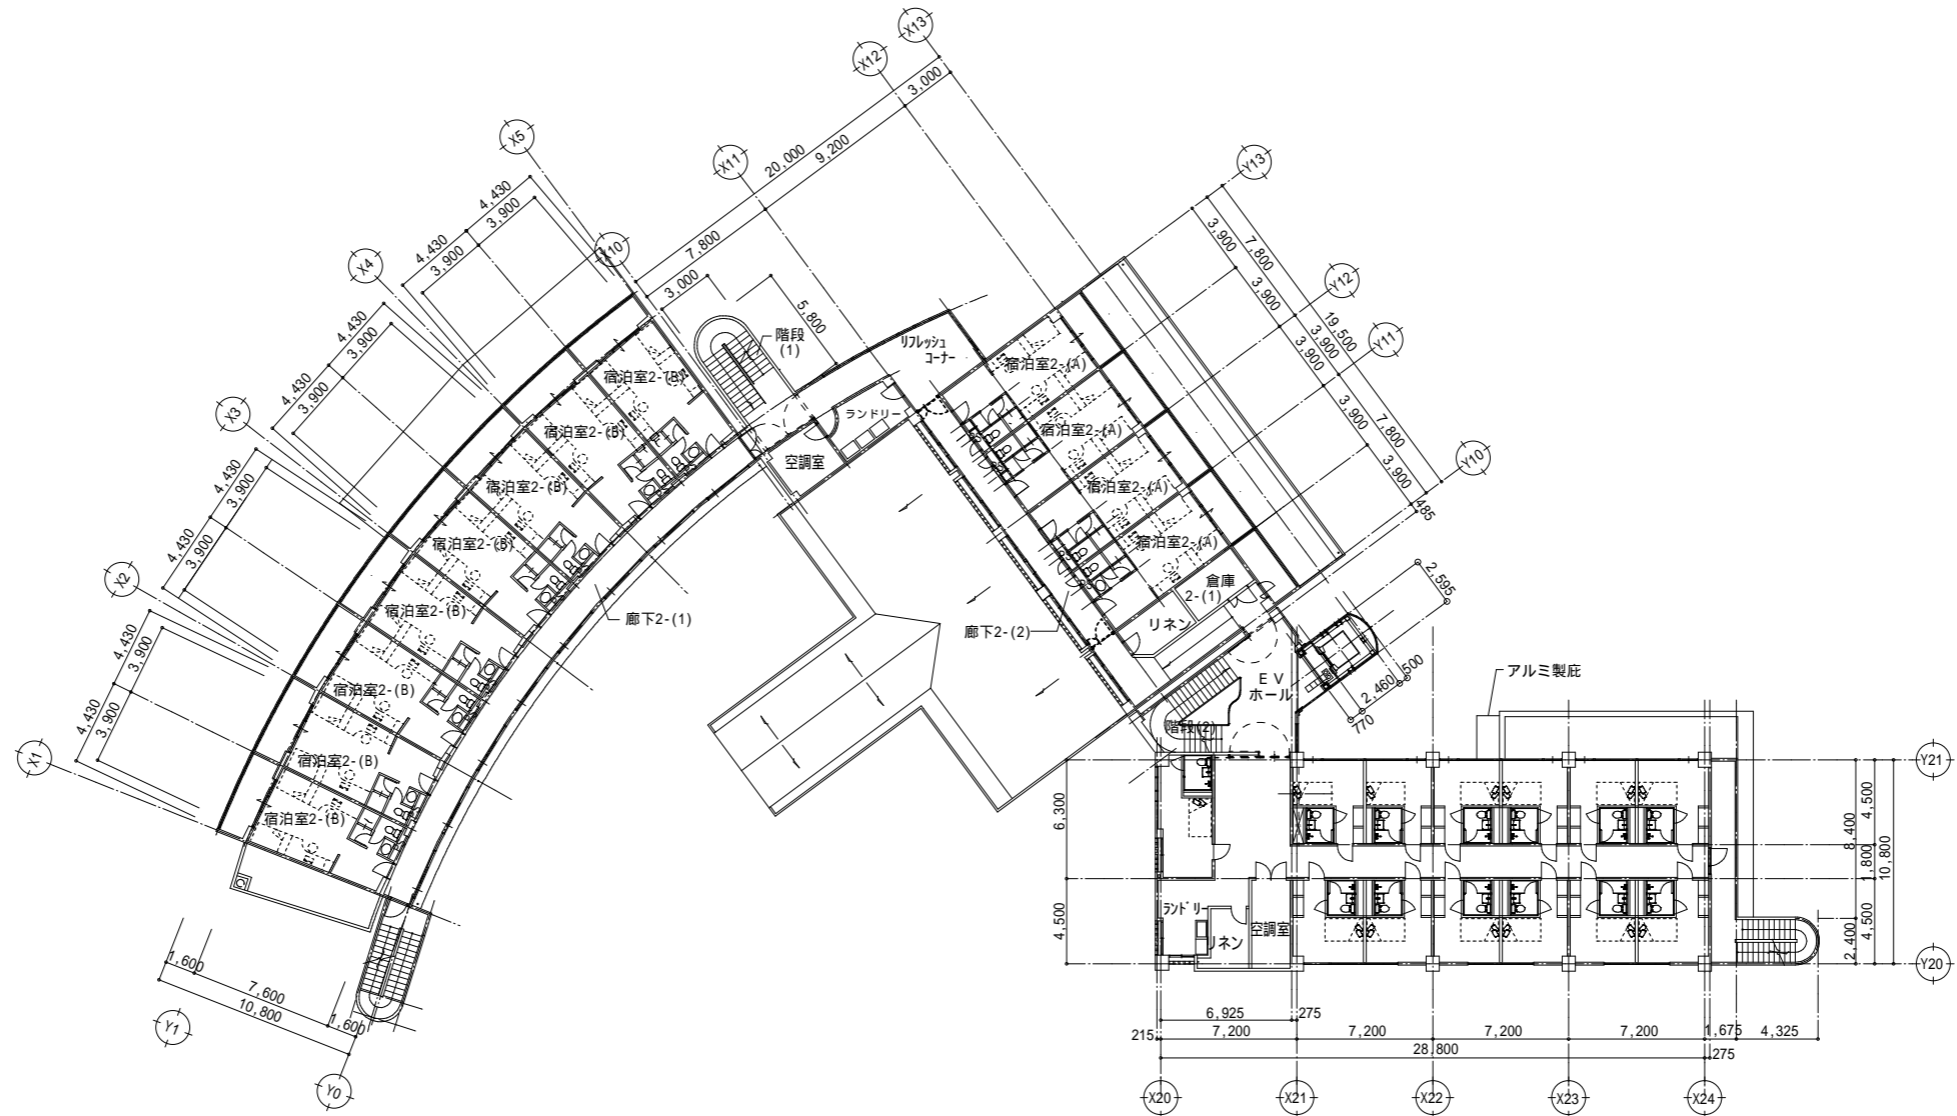 X13
X12
3,000
X5
20,000
9,200
X11
Y13
4,430
3,900
7,800
3,900
7,800
X10
4,430
3,900
X4
3,000
5,800
階段
(1)
3,900
Y12
19,500
3,900
3,900
Y11
4,430
3,900
リフレッシュ
コーナー
宿泊室2-(A)
宿泊室2-(B)
4,430
3,900
X3
ランドリー
3,900
7,800
宿泊室2-(B)
宿泊室2-(A)
空調室
3,900
Y10
4,430
3,900
宿泊室2-(B)
宿泊室2-(A)
485
4,430
3,900
宿泊室2-(B)
宿泊室2-(A)
2,595
X2
倉庫
2-(1)
宿泊室2-(B)
廊下2-(1)
廊下2-(2)
リネン
4,430
3,900
宿泊室2-(B)
EV
ホール
アルミ製庇
2,460
500
770
4,430
3,900
階段(2)
X1
宿泊室2-(B)
Y21
宿泊室2-(B)
6,300
4,500
8,400
1,800
10,800
ランドリー
リネン
空調室
4,500
4,500
2,400
Y20
1,600
7,600
10,800
1,600
Y1
Y0
6,925
275
215
7,200
7,200
7,200
7,200
1,675
4,325
28,800
275
X20
X21
X22
X23
X24